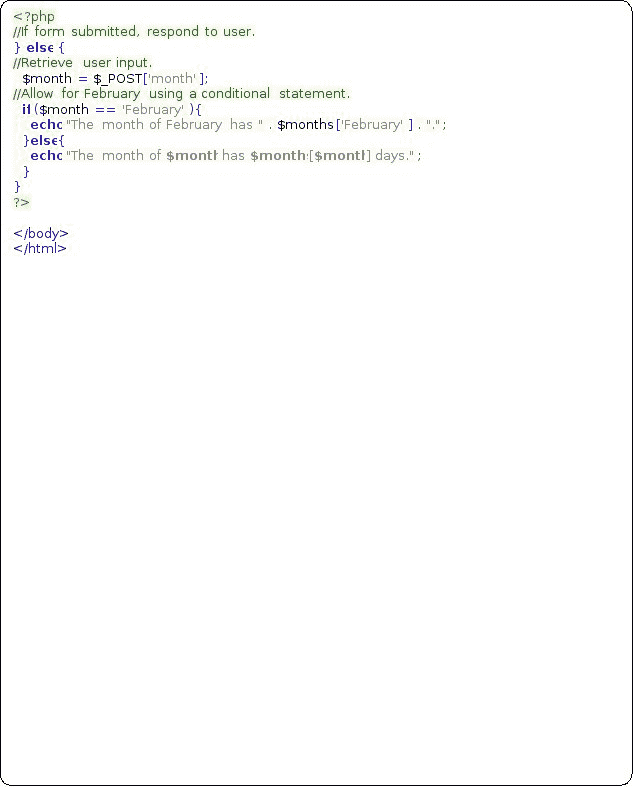 <?php
//If form submitted, respond to user.
} else {
//Retrieve user input.
$month = $_POST['month'];
//Allow for February using a conditional statement.
if ($month == 'February' ){
echo "The month of February has " . $months['February' ] . ".";
}else{
echo "The month of $month has $months[$month] days.";
}
}
?>
</body>
</html>